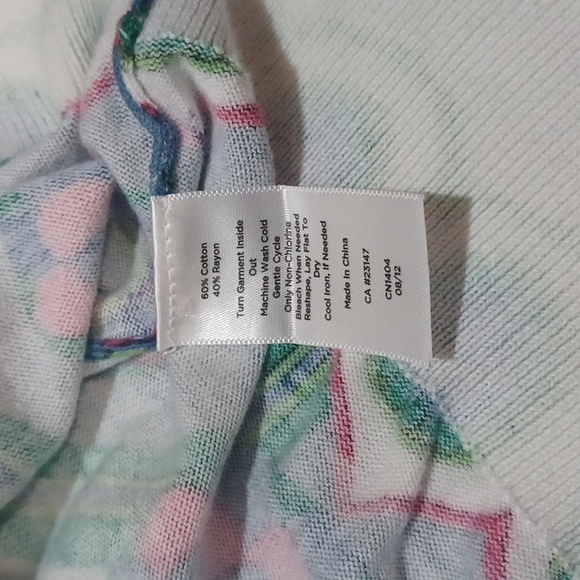 60% Cotton
40% Rayon
Turn Garment Inside
Out
Machine Wash Cold
Gentle Cycle
Only Non-Chlorine
Bleach When Needed
Reshape, Lay Flat To
Dry
Cool Iron, If Needed
Made In China
CA #23147
CN1404
08/12